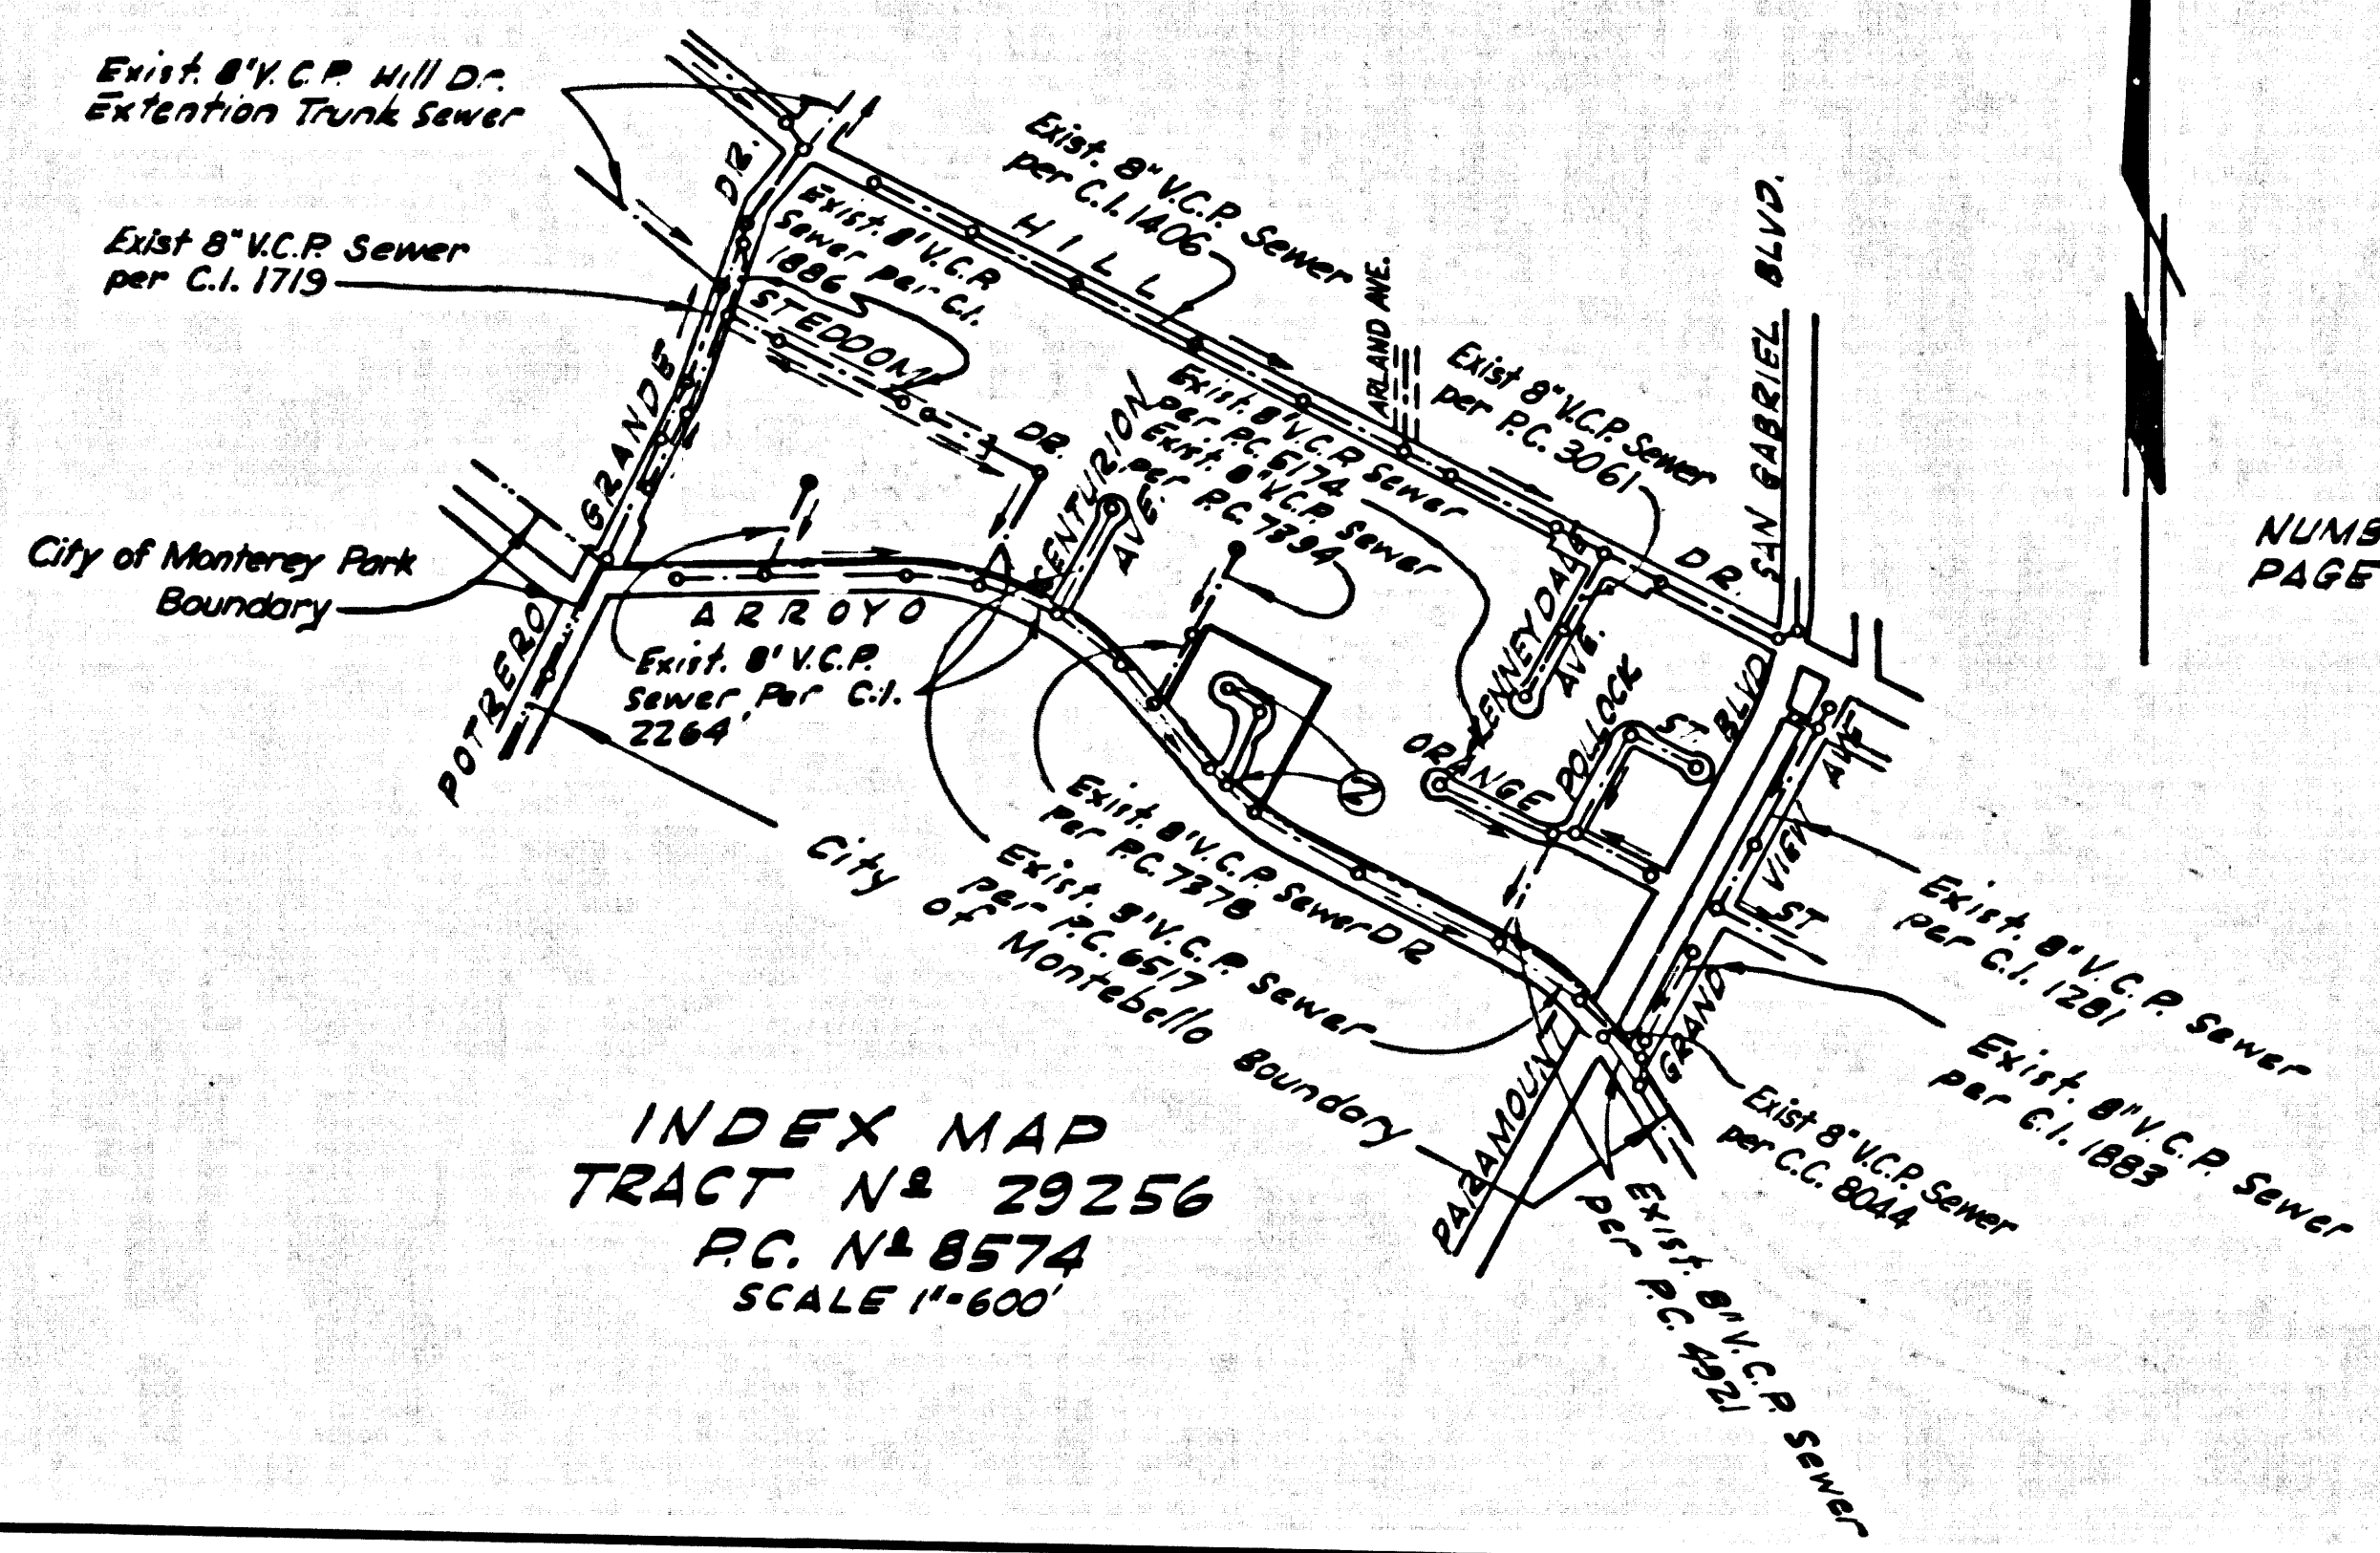 Exist. 8" V.C.P. Hill Dr.
Extention Trunk Sewer
Exist 8" V.C.P. Sewer
per C.I. 1719
City of Monterey Park
Boundary
POTRERO
GRANDE
DR.
Exist. 8" V.C.P.
Sewer per C.I.
1886
STEDDOM
DR.
Exist. 8" V.C.P. Sewer
per C.I. 1406
HILL
DR.
ARLAND AVE.
Exist 8" V.C.P. Sewer
per P.C. 3061
SAN GABRIEL BLVD.
CENTURION
AVE.
Exist. 8" V.C.P. Sewer
per P.C. 6174
Exist. 8" V.C.P. Sewer
per P.C. 7394
ARROYO
DR
Exist. 8" V.C.P.
Sewer Per C.I.
2264
KENNEYDALE
AVE.
POLLOCK
ST.
ORANGE
BLVD
2
VIEW
AVE
ST
GRAND
PARAMOUNT
Exist. 8" V.C.P. Sewer
Per P.C. 7378
Exist. 8" V.C.P. Sewer
per P.C. 6517
City of Montebello Boundary
Exist. 8" V.C.P. Sewer
per C.I. 1281
Exist. 8" V.C.P. Sewer
per C.I. 1883
Exist 8" V.C.P. Sewer
per C.C. 8044
Exist. 8" V.C.P. Sewer
per P.C. 4921
INDEX MAP
TRACT Nº 29256
P.C. Nº 8574
SCALE 1"=600'
NUMB
PAGE